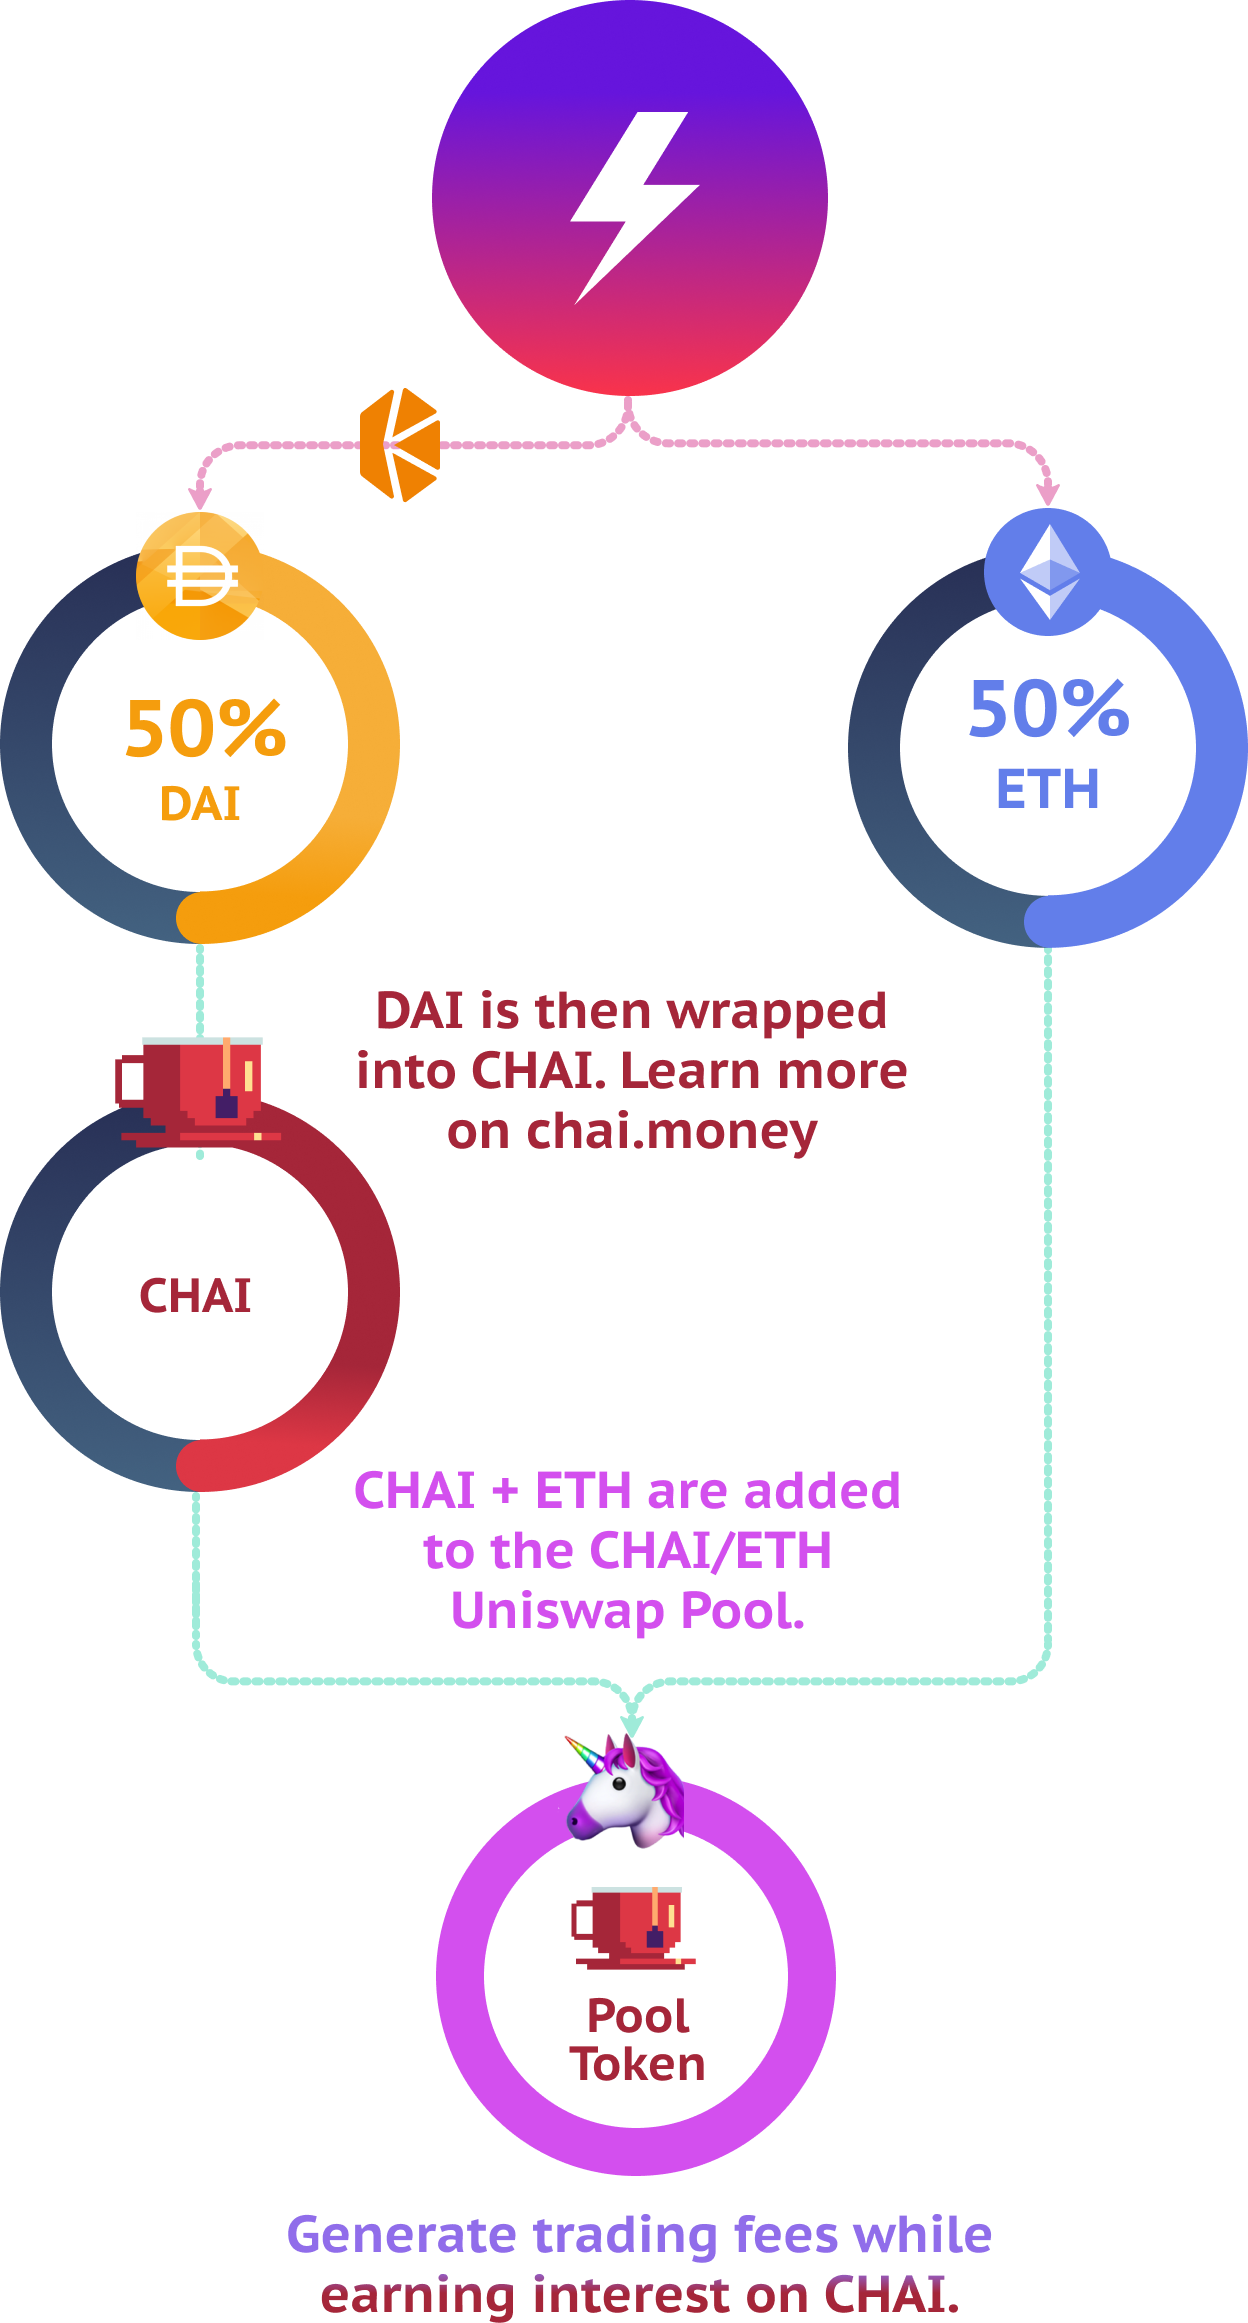 50%
DAI
50%
ETH
DAI is then wrapped
into CHAI. Learn more
on chai.money
CHAI
CHAI + ETH are added
to the CHAI/ETH
Uniswap Pool.
Pool
Token
Generate trading fees while
earning interest on CHAI.